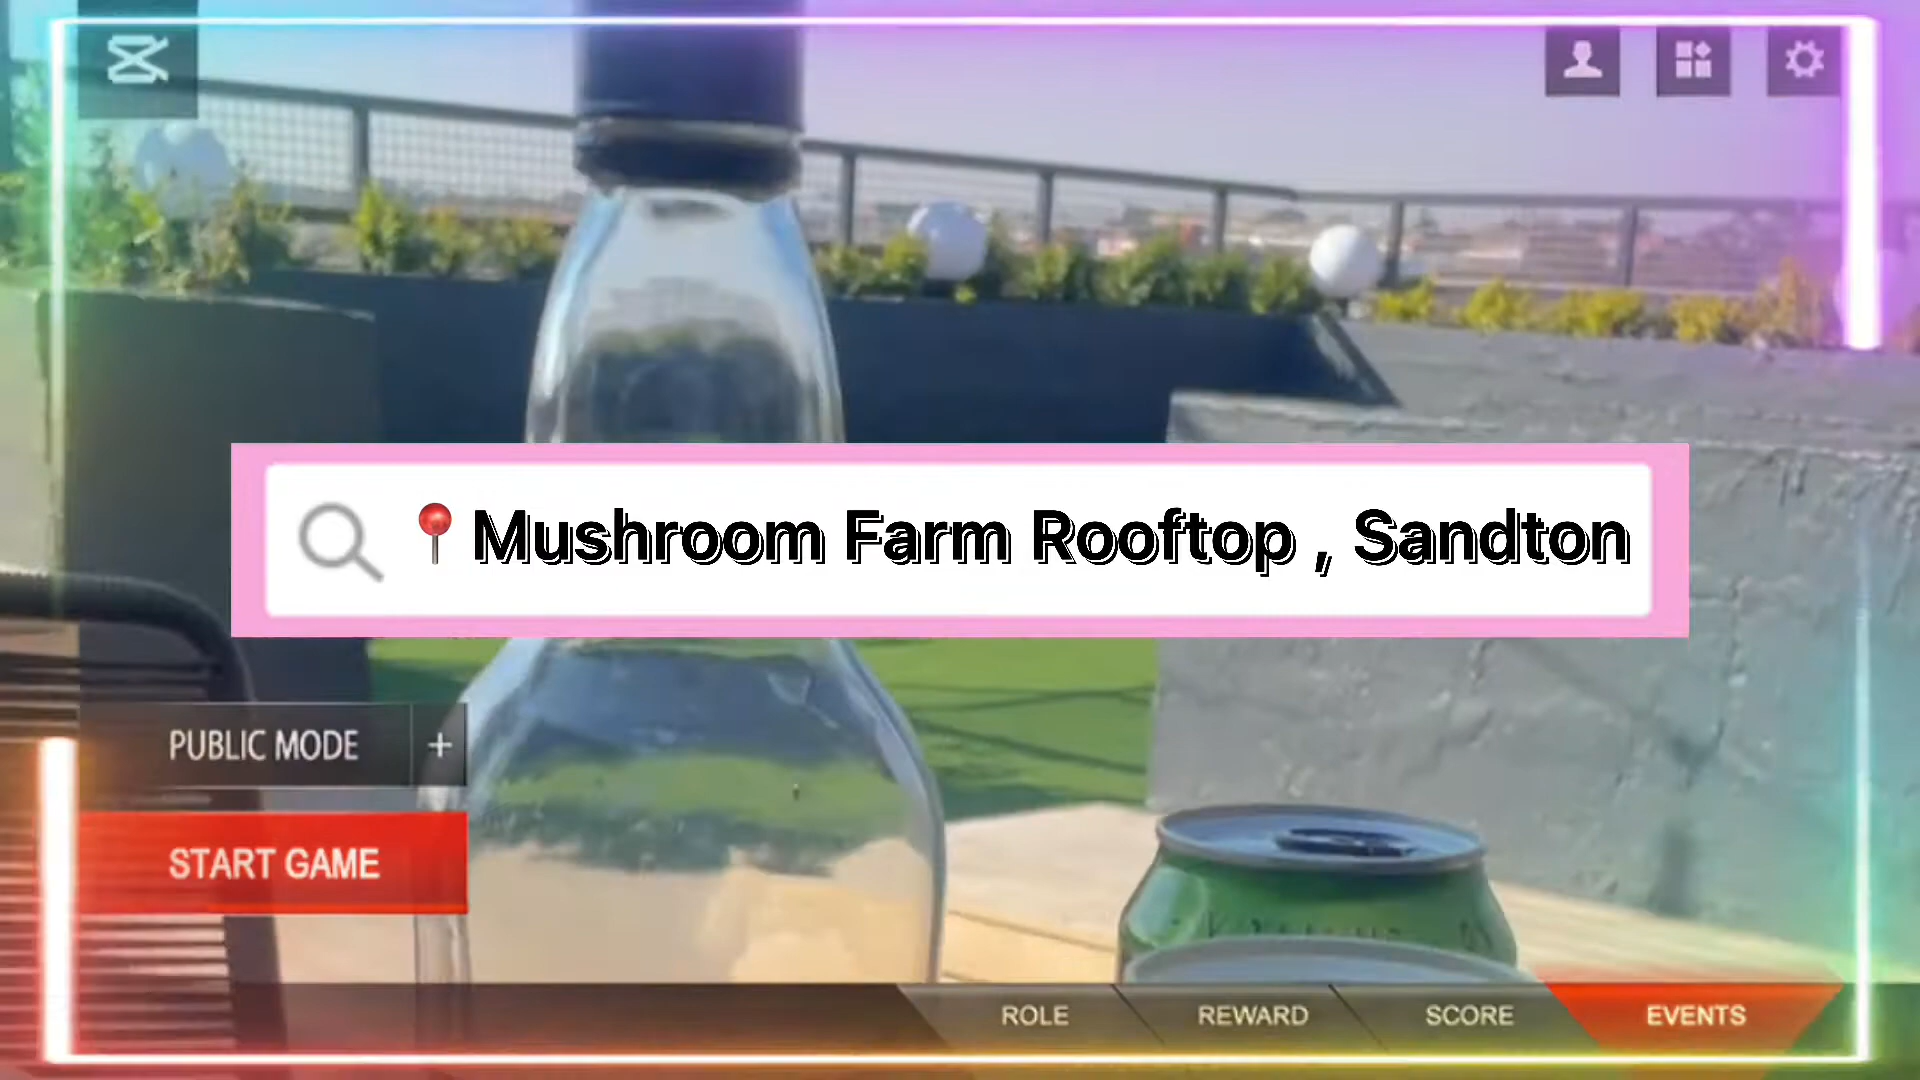 📍Mushroom Farm Rooftop , Sandton
PUBLIC MODE +
START GAME
ROLE
REWARD
SCORE
EVENTS